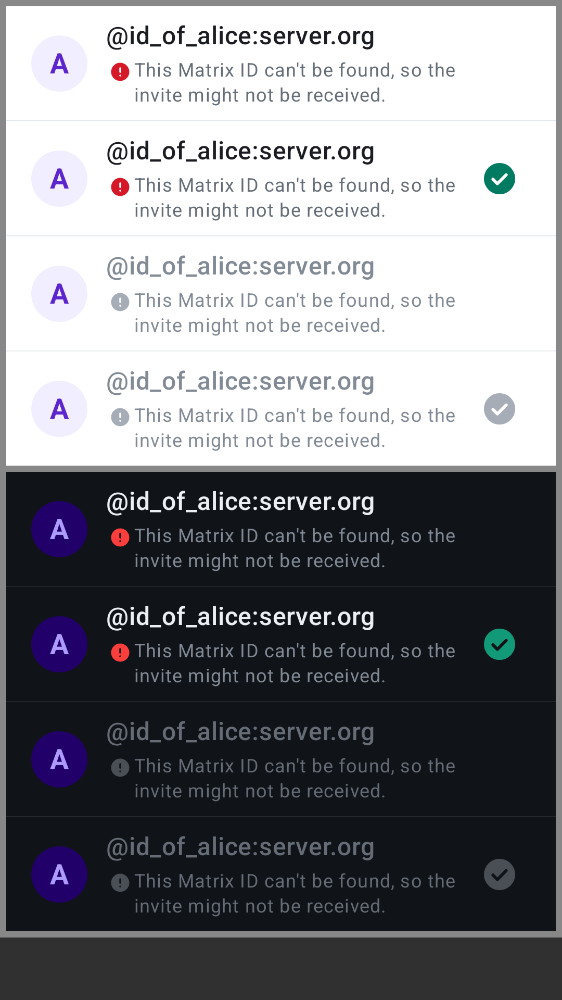 @id_of_alice:server.org
A
This Matrix ID can't be found, so the
invite might not be received.
@id_of_alice:server.org
A
This Matrix ID can't be found, so the
invite might not be received.
@id_of_alice:server.org
A
This Matrix ID can't be found, so the
invite might not be received.
@id_of_alice:server.org
A
This Matrix ID can't be found, so the
invite might not be received.
@id_of_alice:server.org
A
This Matrix ID can't be found, so the
invite might not be received.
@id_of_alice:server.org
A
This Matrix ID can't be found, so the
invite might not be received.
@id_of_alice:server.org
A
This Matrix ID can't be found, so the
invite might not be received.
@id_of_alice:server.org
A
This Matrix ID can't be found, so the
invite might not be received.